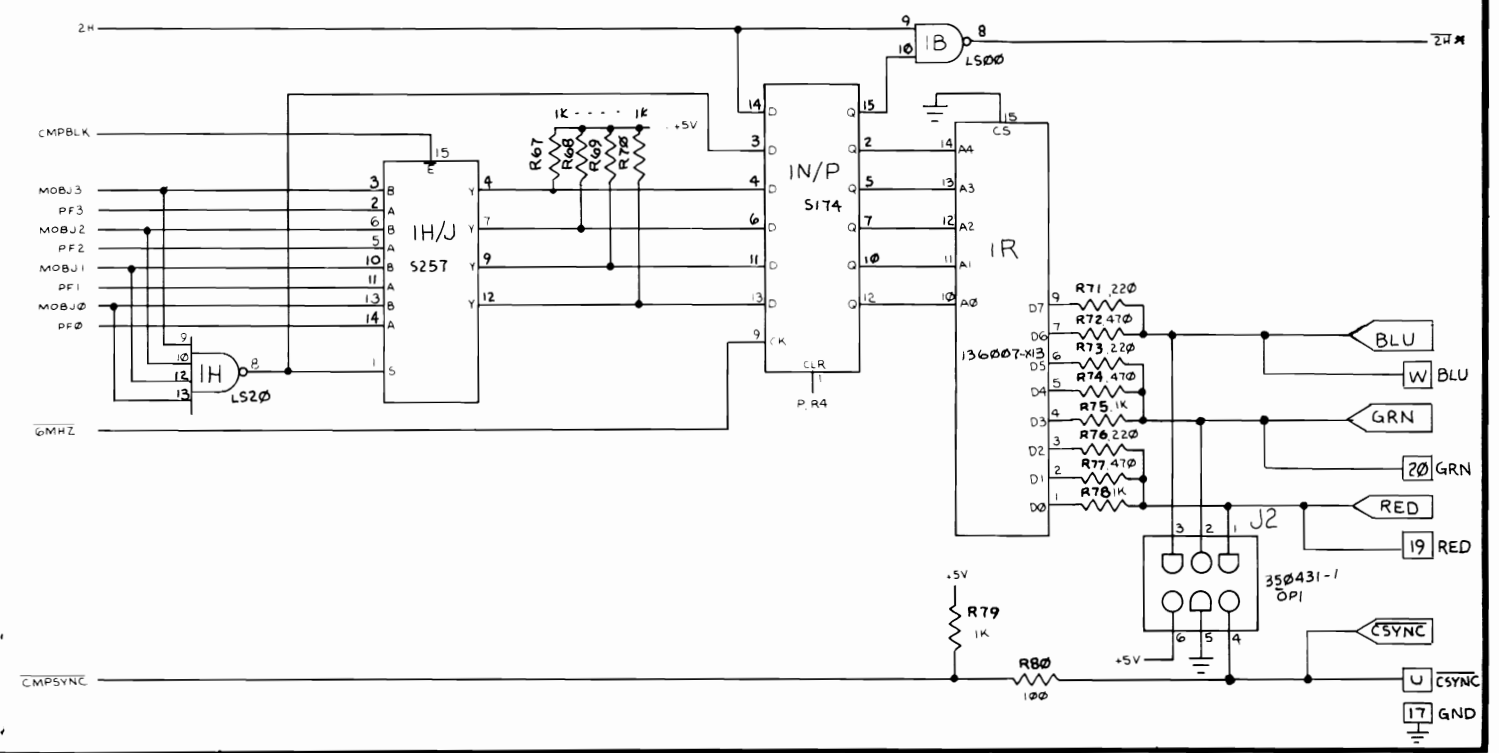 2H
9
8
1B
10
LS00
2H*
1K - - - - 1K
+5V
R67
R68
R69
R70
14 D Q 15
15
CS
CMPBLK
15
E
3 D Q 2 14 A4
1N/P
S174
MOBJ3 3 B Y 4 4 D Q 5 13 A3
PF3 2 A
MOBJ2 6 B Y 7 6 D Q 7 12 A2
1H/J
S257
1R
PF2 5 A
MOBJ1 10 B Y 9 11 D Q 10 11 A1
PF1 11 A
MOBJ0 13 B Y 12 13 D Q 12 10 A0
PF0 14 A
9
10
12
13
1H
8
LS20
1 S
9 CK
CLR
1
P, R4
6MHZ
136007-X13
D7 9 R71, 220
D6 7 R72, 470
D5 6 R73, 220
D4 5 R74, 470
D3 4 R75, 1K
D2 3 R76, 220
D1 2 R77, 470
D0 1 R78, 1K
BLU
W BLU
GRN
20 GRN
RED
19 RED
J2
3 2 1
350431-1
OP1
6 5 4
+5V
+5V
R79
1K
CSYNC
CMPSYNC
R80
100
U CSYNC
17 GND